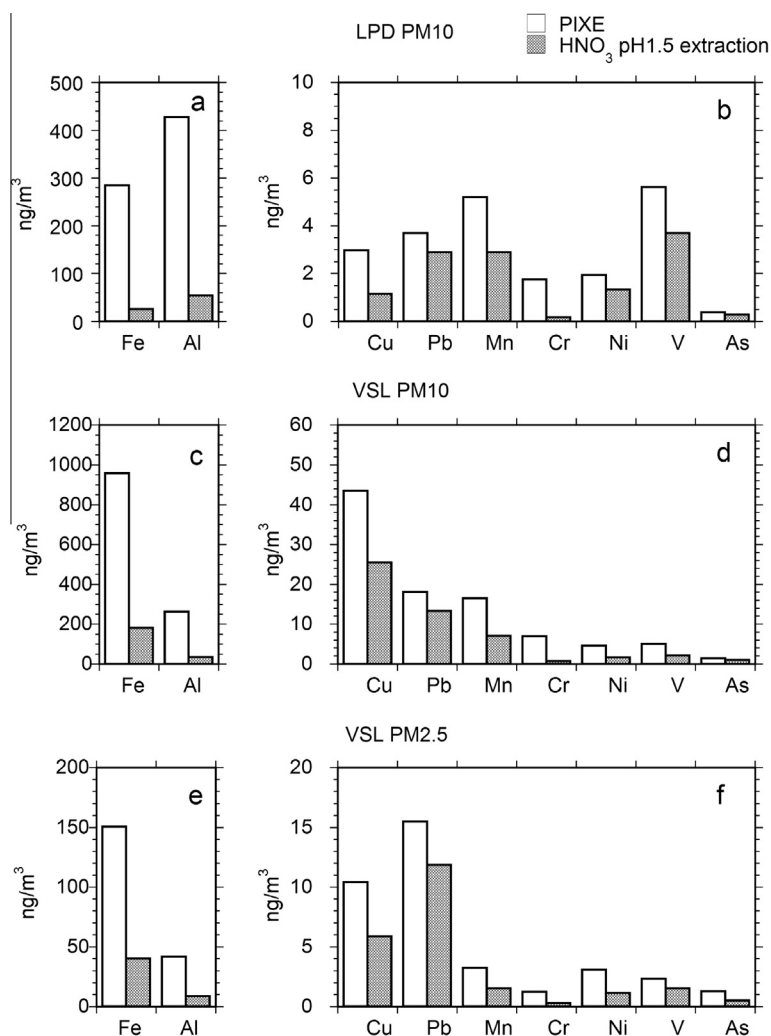 LPD PM10
PIXE
HNO3 pH1.5 extraction
a
500
400
300
200
100
0
ng/m3
Fe Al
b
10
8
6
4
2
0
ng/m3
Cu Pb Mn Cr Ni V As
VSL PM10
c
1200
1000
800
600
400
200
0
ng/m3
Fe Al
d
60
50
40
30
20
10
0
ng/m3
Cu Pb Mn Cr Ni V As
VSL PM2.5
e
200
150
100
50
0
ng/m3
Fe Al
f
20
15
10
5
0
ng/m3
Cu Pb Mn Cr Ni V As